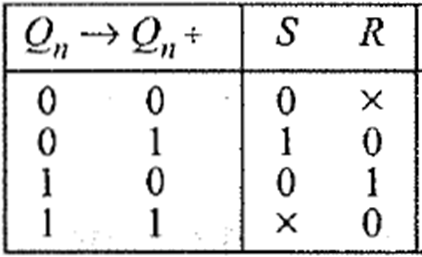 Qn → Qn + S R
0 0 0 ×
0 1 1 0
1 0 0 1
1 1 × 0